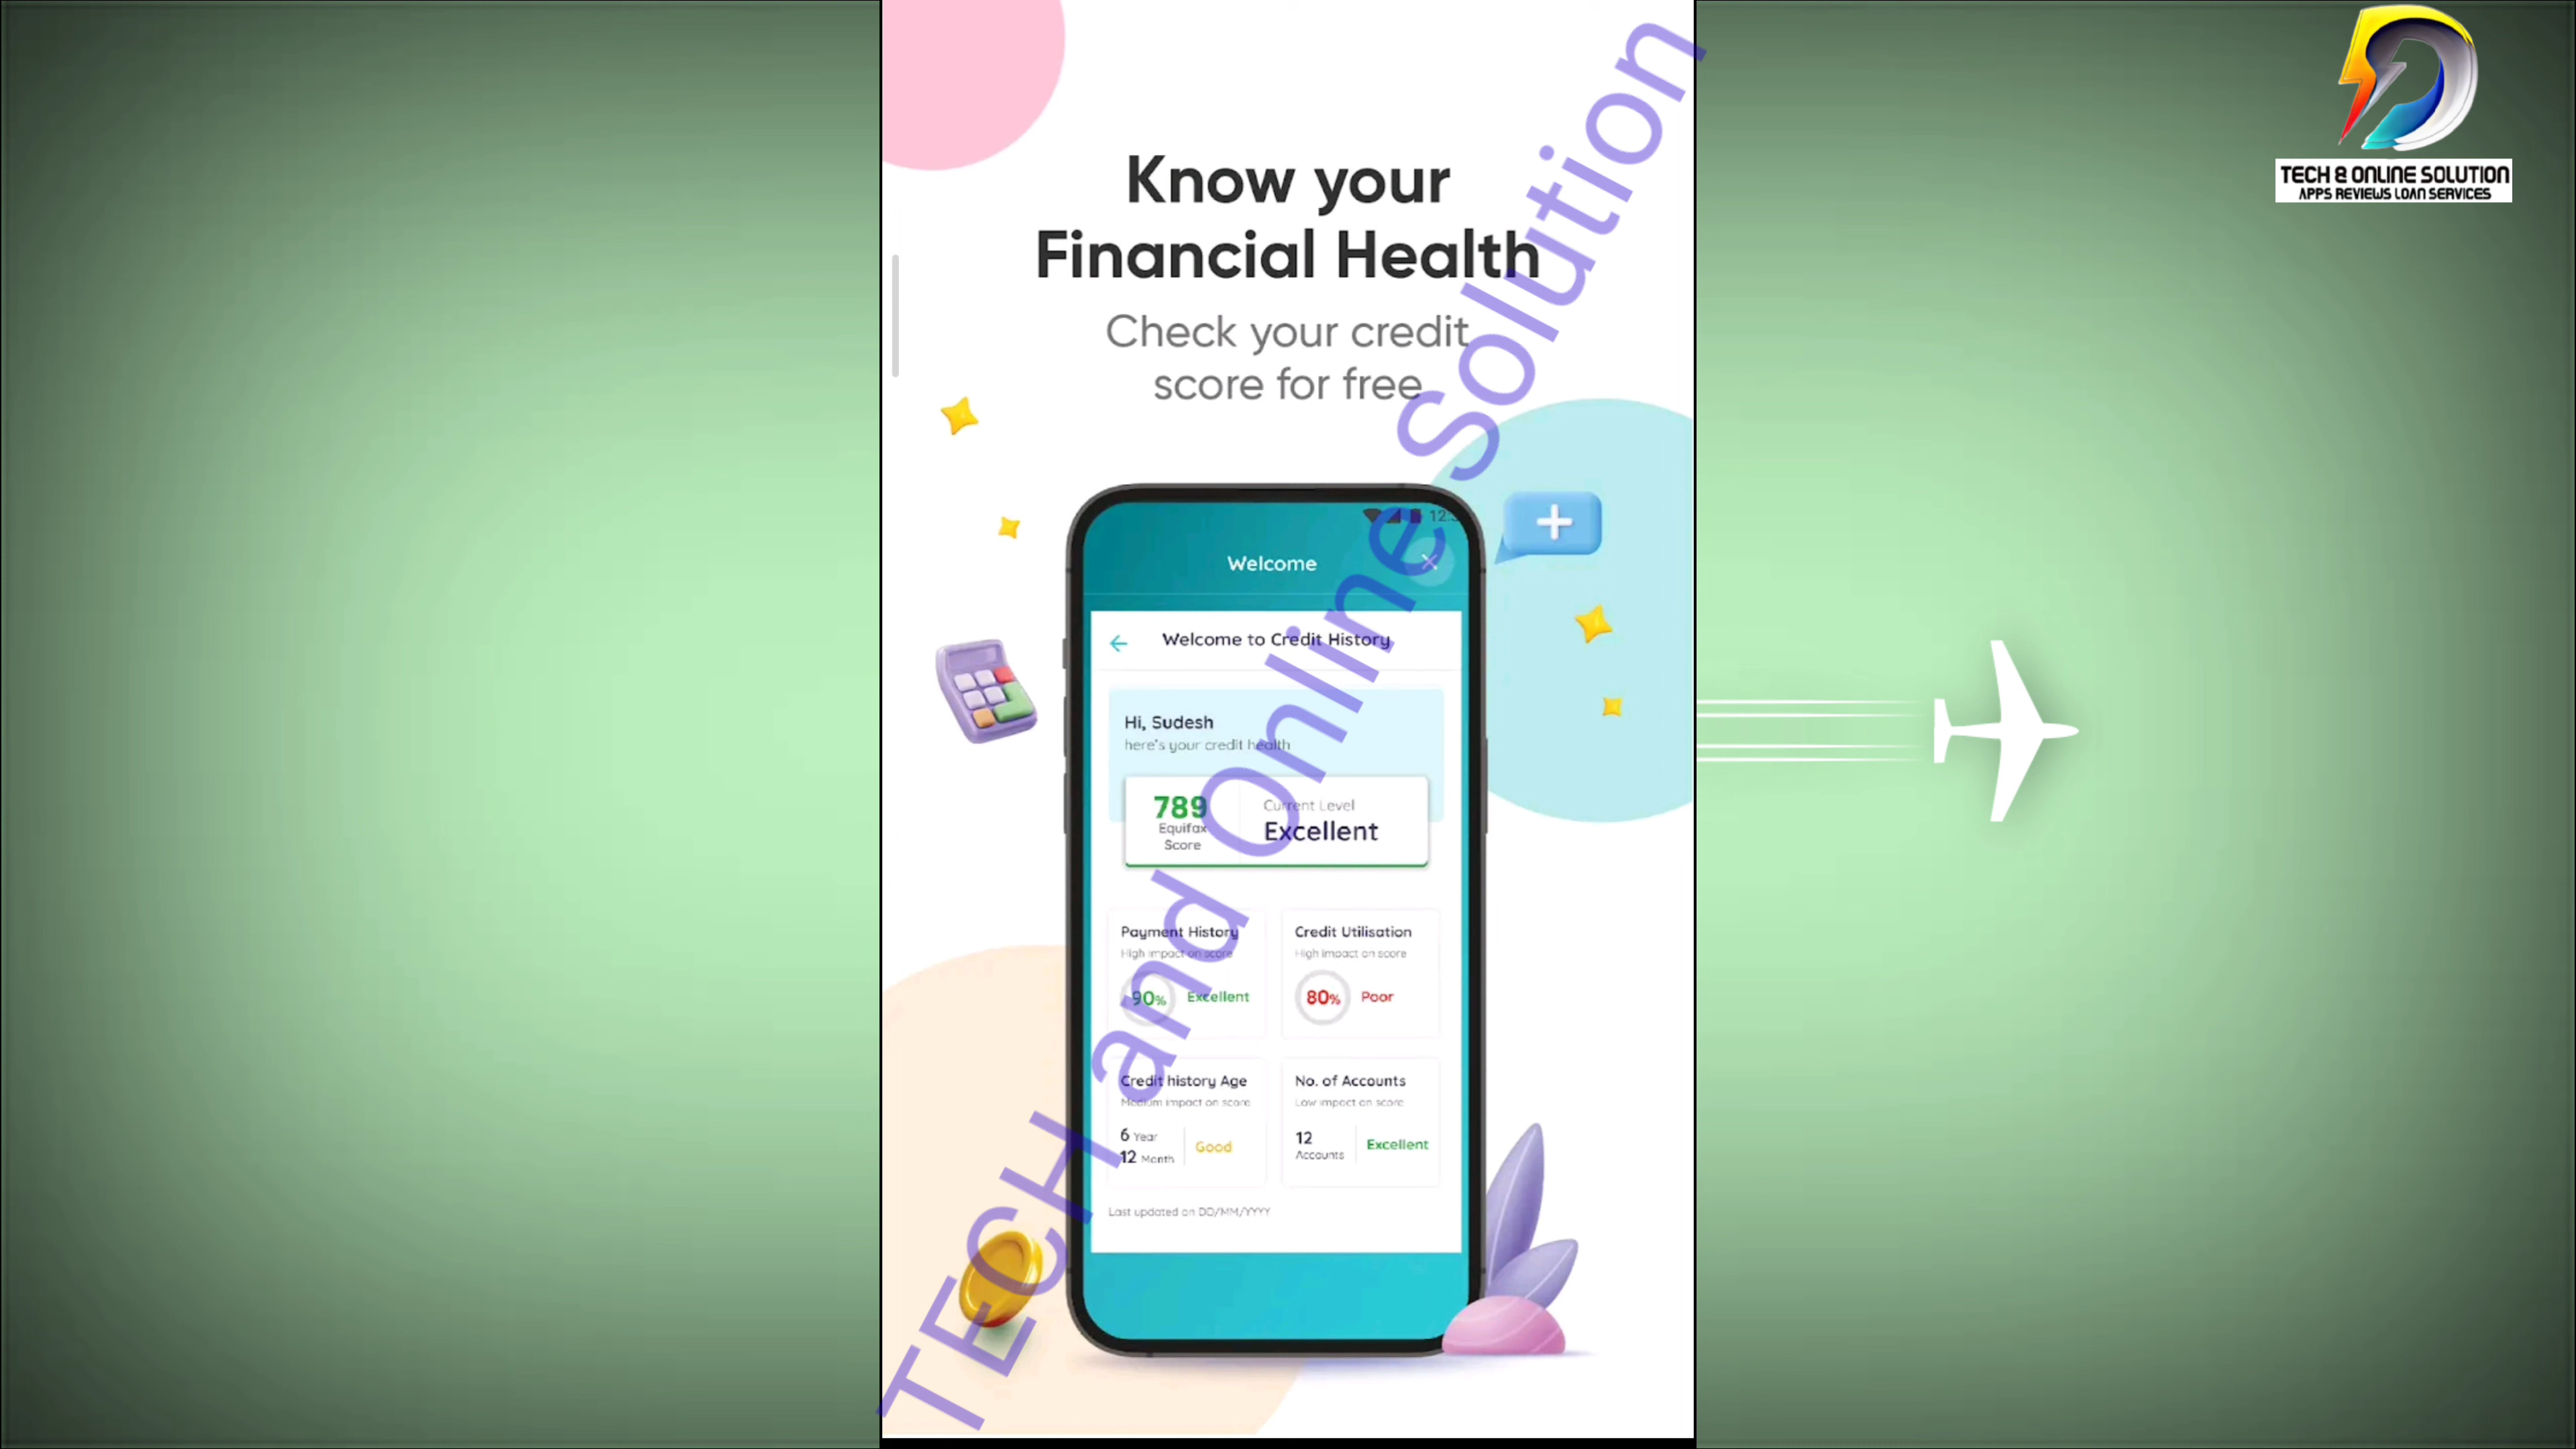 TECH & ONLINE SOLUTION
APPS REVIEWS LOAN SERVICES
Know your
Financial Health
Check your credit
score for free
TECH and Online Solution
Welcome
Welcome to Credit History
Hi, Sudesh
here's your credit health
789
Equifax
Score
Current Level
Excellent
Payment History
High impact on score
90%
Excellent
Credit Utilisation
High impact on score
80%
Poor
Credit history Age
Medium impact on score
6 Year
12 Month
Good
No. of Accounts
Low impact on score
12
Accounts
Excellent
Last updated on DD/MM/YYYY